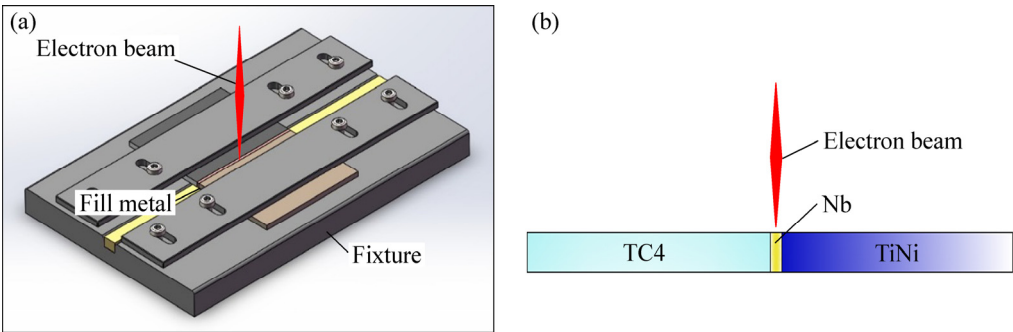 (a)
Electron beam
Fill metal
Fixture
(b)
Electron beam
Nb
TC4
TiNi